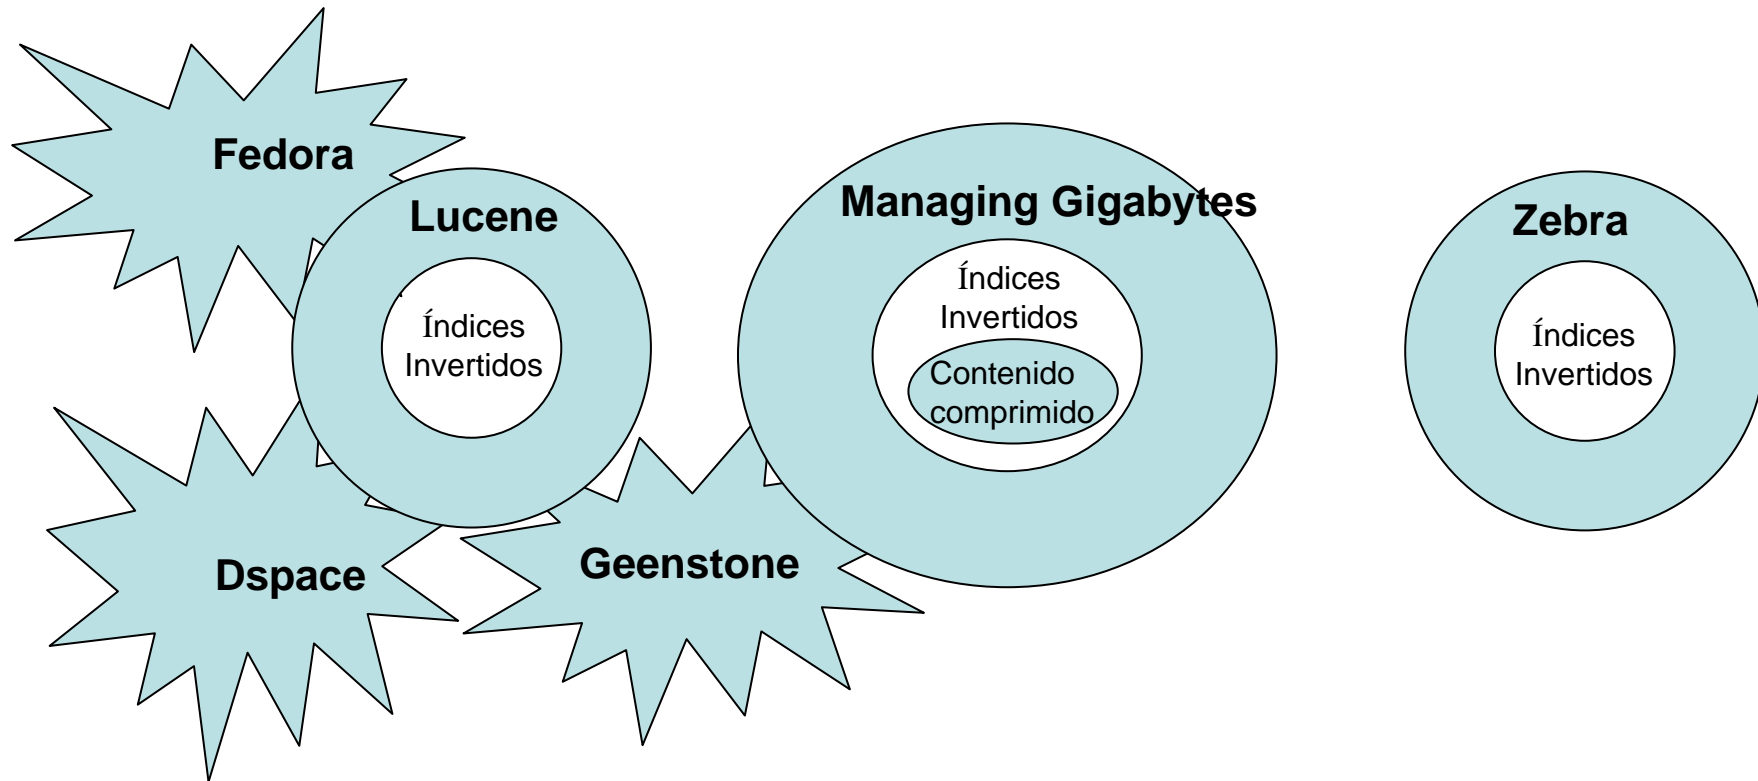 Fedora
Lucene
Índices
Invertidos
Managing Gigabytes
Índices
Invertidos
Contenido
comprimido
Zebra
Índices
Invertidos
Dspace
Geenstone